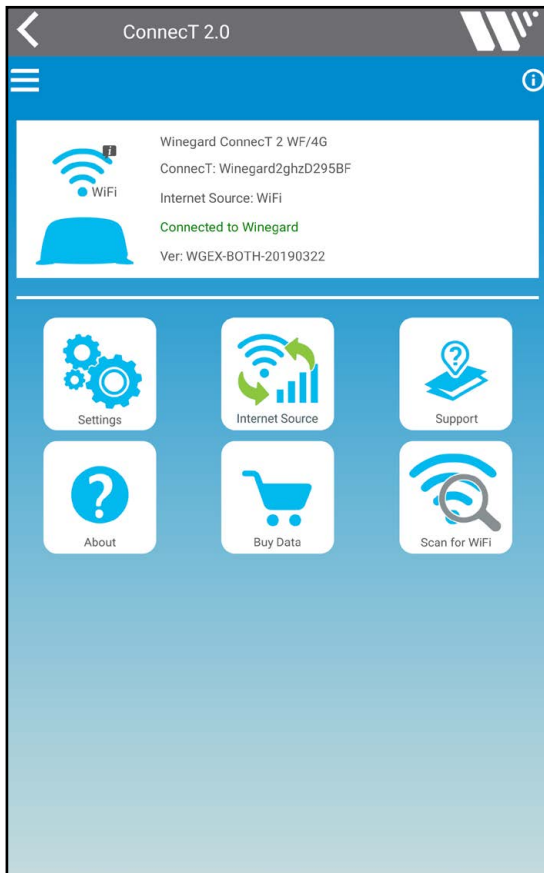 ConnecT 2.0
Winegard ConnecT 2 WF/4G
ConnecT: Winegard2ghzD295BF
WiFi
Internet Source: WiFi
Connected to Winegard
Ver: WGEX-BOTH-20190322
Settings
Internet Source
Support
About
Buy Data
Scan for WiFi